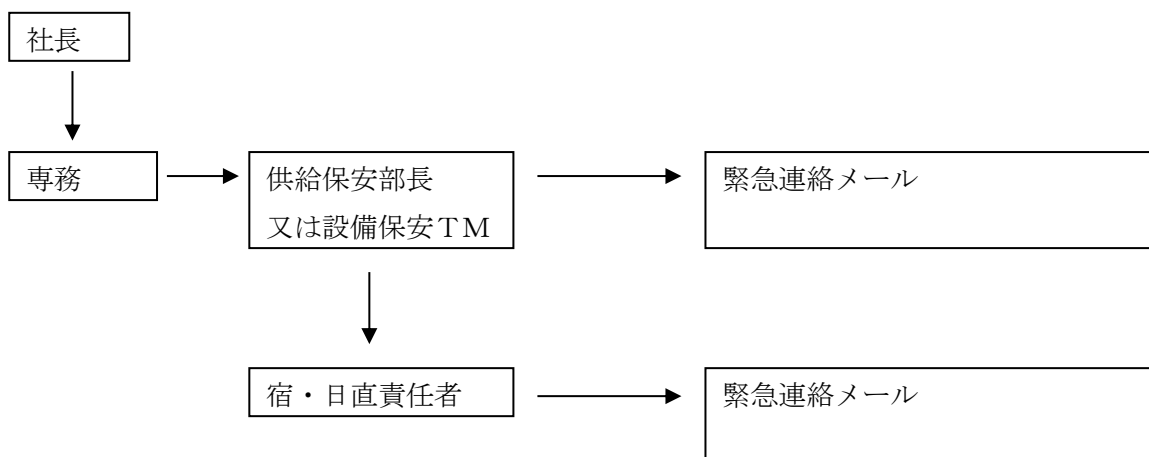 社長
専務
供給保安部長
又は設備保安ＴＭ
緊急連絡メール
宿・日直責任者
緊急連絡メール